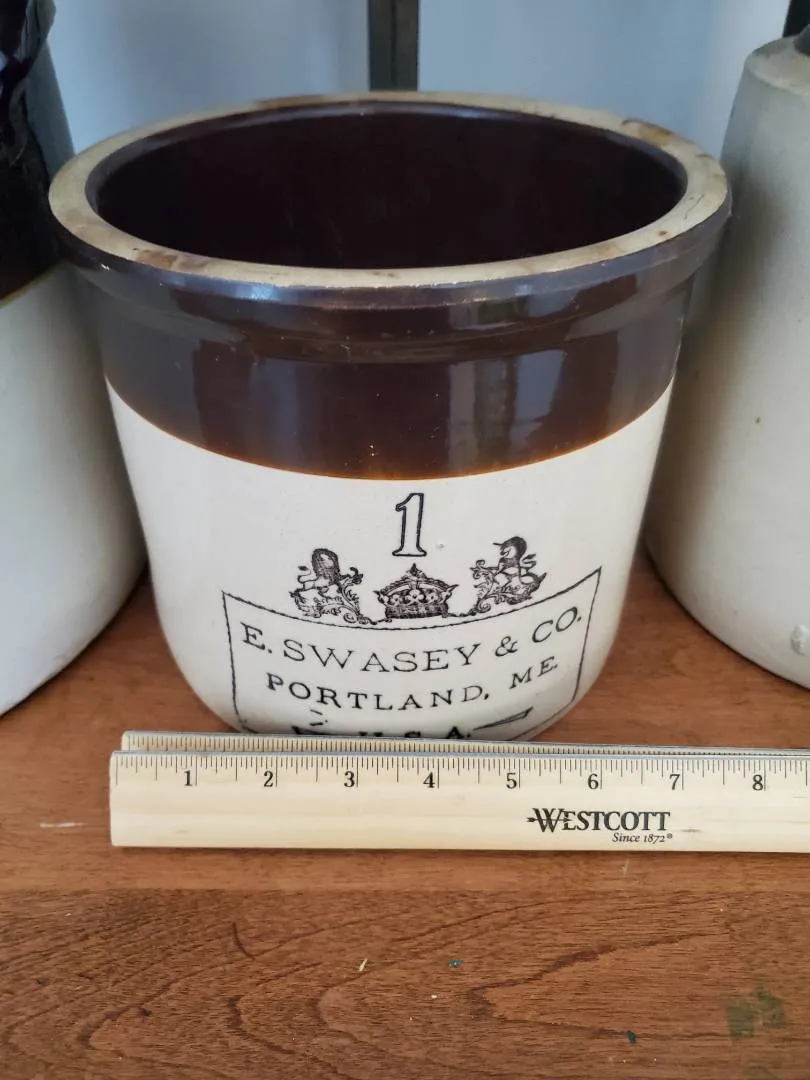 1
E. SWASEY & CO.
PORTLAND, ME.
U.S.A.
1 2 3 4 5 6 7 8
WESTCOTT
Since 1872®